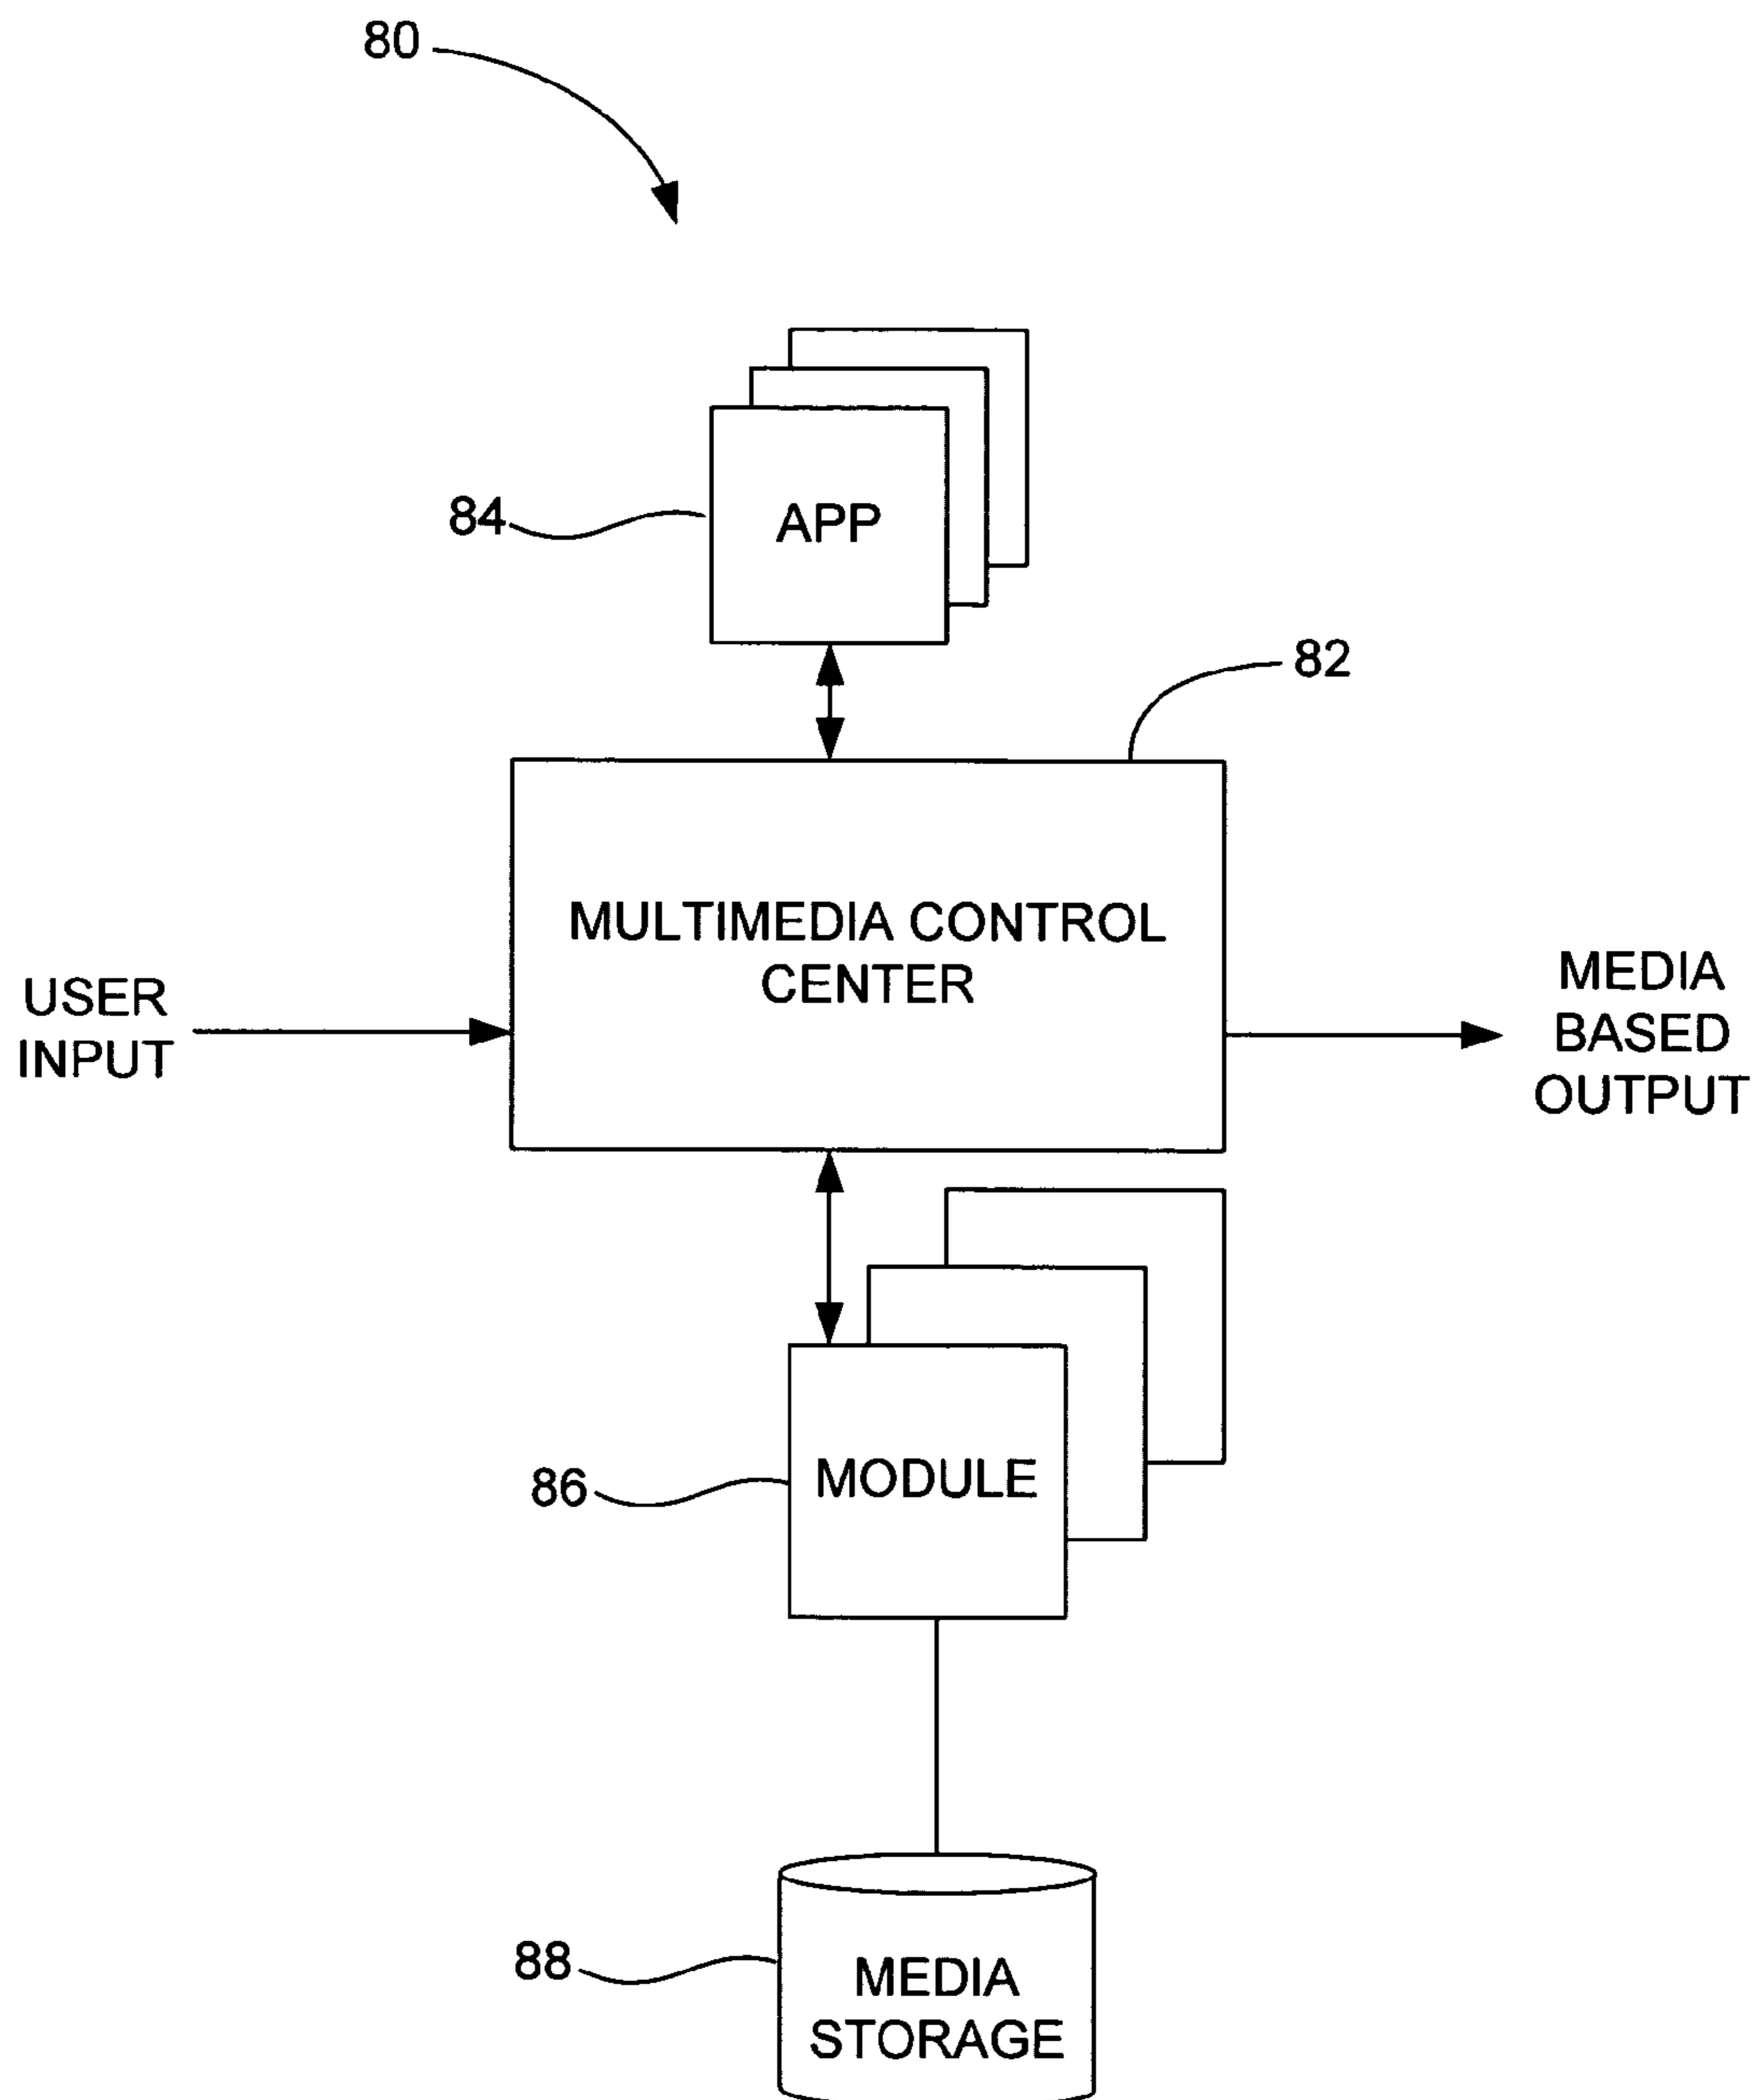 80
84
APP
82
MULTIMEDIA CONTROL
CENTER
USER
INPUT
MEDIA
BASED
OUTPUT
86
MODULE
88
MEDIA
STORAGE